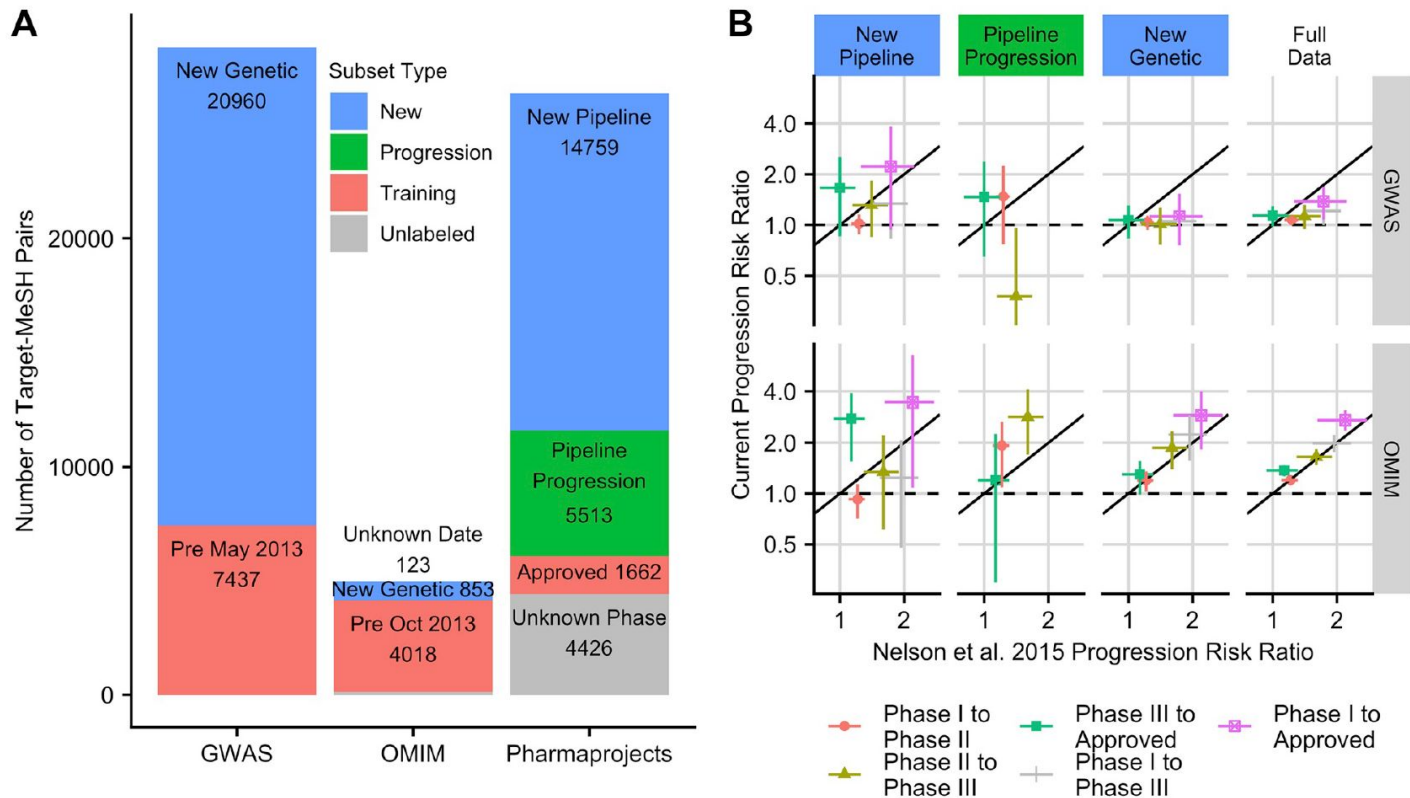 A
Number of Target-MeSH Pairs
20000
10000
0
New Genetic
20960
Pre May 2013
7437
GWAS
Unknown Date
123
New Genetic 853
Pre Oct 2013
4018
OMIM
New Pipeline
14759
Pipeline
Progression
5513
Approved 1662
Unknown Phase
4426
Pharmaprojects
Subset Type
New
Progression
Training
Unlabeled
B
New
Pipeline
Pipeline
Progression
New
Genetic
Full
Data
Current Progression Risk Ratio
4.0
2.0
1.0
0.5
GWAS
4.0
2.0
1.0
0.5
OMIM
1 2 1 2 1 2 1 2
Nelson et al. 2015 Progression Risk Ratio
Phase I to
Phase II
Phase II to
Phase III
Phase III to
Approved
Phase I to
Phase III
Phase I to
Approved